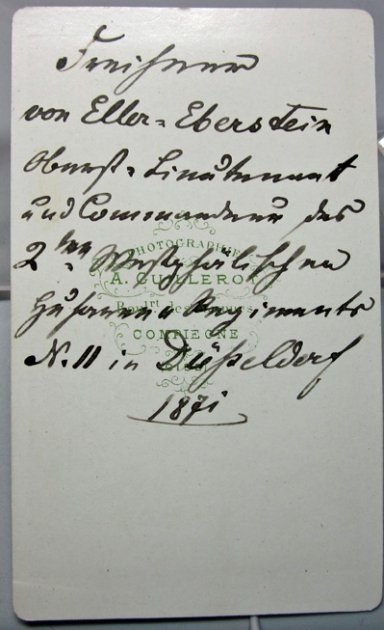 Freiherr
von Eller-Eberstein
Oberst-Lieutenant
und Commandeur des
2ten Westphälischen
Husaren-Regiments
N. 11 in Düßeldorf
1871
PHOTOGRAPHIE
COMPIEGNE